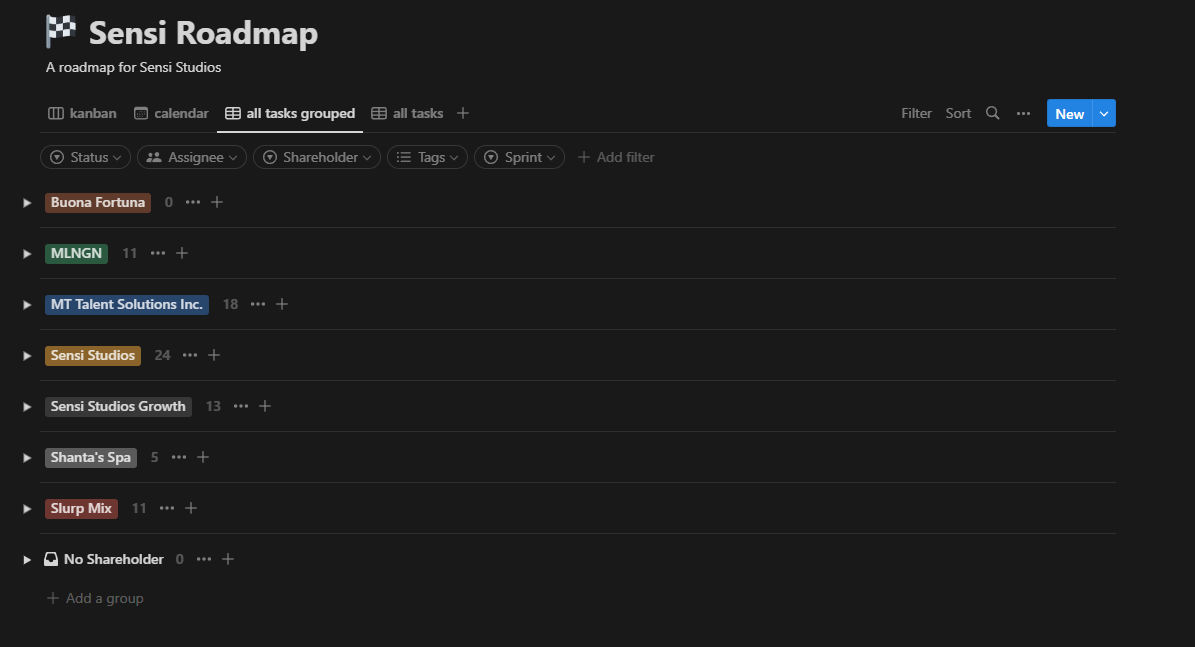 Sensi Roadmap
A roadmap for Sensi Studios
kanban calendar all tasks grouped all tasks Filter Sort New
Status Assignee Shareholder Tags Sprint Add filter
Buona Fortuna 0
MLNGN 11
MT Talent Solutions Inc. 18
Sensi Studios 24
Sensi Studios Growth 13
Shanta's Spa 5
Slurp Mix 11
No Shareholder 0
Add a group